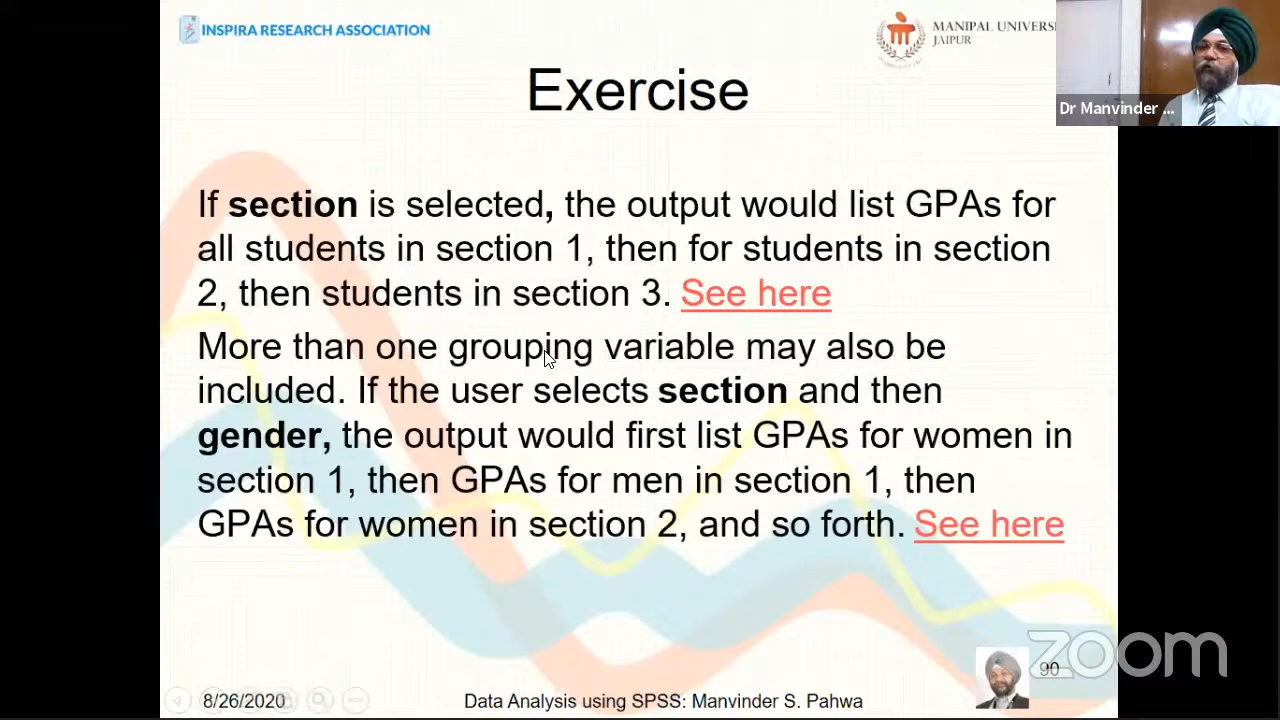 INSPIRA RESEARCH ASSOCIATION
MANIPAL UNIVERS
JAIPUR
Dr Manvinder ...
Exercise
If section is selected, the output would list GPAs for
all students in section 1, then for students in section
2, then students in section 3. See here
More than one grouping variable may also be
included. If the user selects section and then
gender, the output would first list GPAs for women in
section 1, then GPAs for men in section 1, then
GPAs for women in section 2, and so forth. See here
zoom
90
8/26/2020
Data Analysis using SPSS: Manvinder S. Pahwa